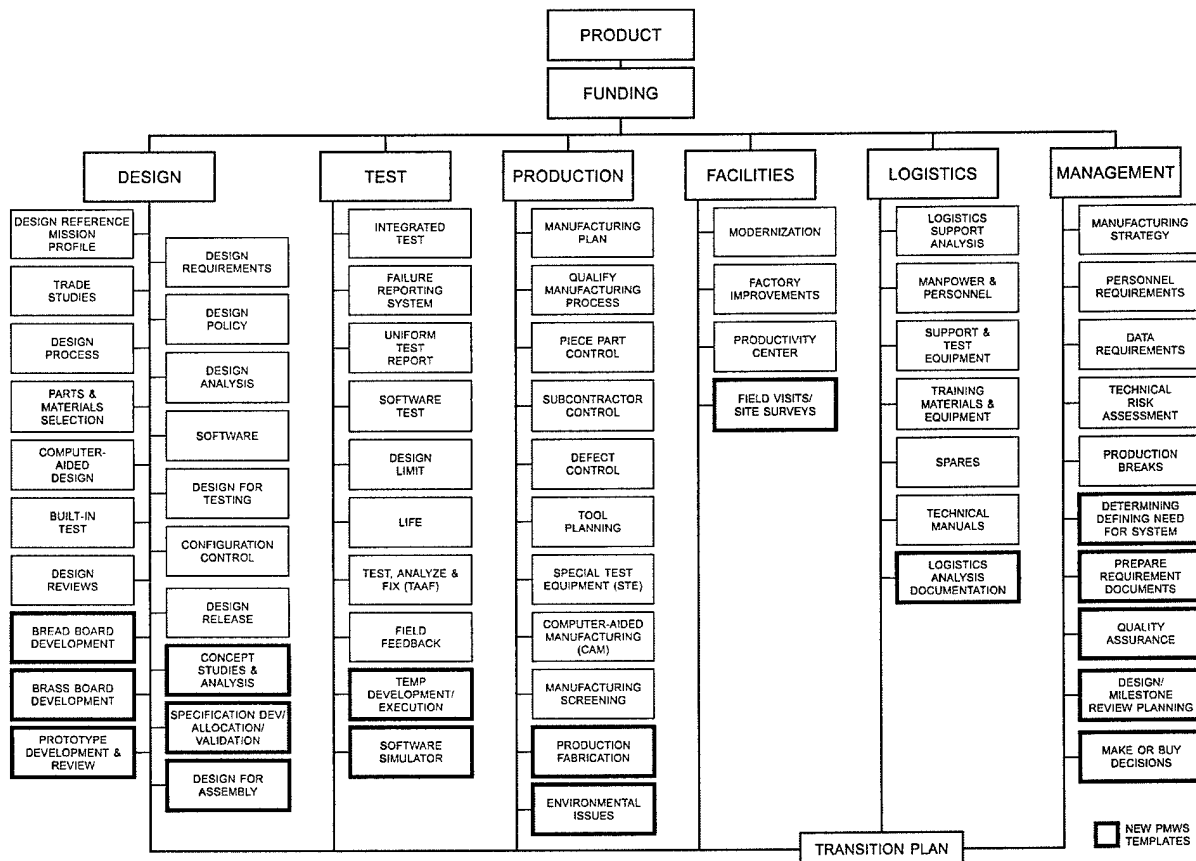 PRODUCT
FUNDING
DESIGN
TEST
PRODUCTION
FACILITIES
LOGISTICS
MANAGEMENT
DESIGN REFERENCE
MISSION
PROFILE
TRADE
STUDIES
DESIGN
PROCESS
PARTS &
MATERIALS
SELECTION
COMPUTER-
AIDED
DESIGN
BUILT-IN
TEST
DESIGN
REVIEWS
BREAD BOARD
DEVELOPMENT
BRASS BOARD
DEVELOPMENT
PROTOTYPE
DEVELOPMENT &
REVIEW
DESIGN
REQUIREMENTS
DESIGN
POLICY
DESIGN
ANALYSIS
SOFTWARE
DESIGN FOR
TESTING
CONFIGURATION
CONTROL
DESIGN
RELEASE
CONCEPT
STUDIES &
ANALYSIS
SPECIFICATION DEV/
ALLOCATION/
VALIDATION
DESIGN FOR
ASSEMBLY
INTEGRATED
TEST
FAILURE
REPORTING
SYSTEM
UNIFORM
TEST
REPORT
SOFTWARE
TEST
DESIGN
LIMIT
LIFE
TEST, ANALYZE &
FIX (TAAF)
FIELD
FEEDBACK
TEMP
DEVELOPMENT/
EXECUTION
SOFTWARE
SIMULATOR
MANUFACTURING
PLAN
QUALIFY
MANUFACTURING
PROCESS
PIECE PART
CONTROL
SUBCONTRACTOR
CONTROL
DEFECT
CONTROL
TOOL
PLANNING
SPECIAL TEST
EQUIPMENT (STE)
COMPUTER-AIDED
MANUFACTURING
(CAM)
MANUFACTURING
SCREENING
PRODUCTION
FABRICATION
ENVIRONMENTAL
ISSUES
MODERNIZATION
FACTORY
IMPROVEMENTS
PRODUCTIVITY
CENTER
FIELD VISITS/
SITE SURVEYS
LOGISTICS
SUPPORT
ANALYSIS
MANPOWER &
PERSONNEL
SUPPORT &
TEST
EQUIPMENT
TRAINING
MATERIALS &
EQUIPMENT
SPARES
TECHNICAL
MANUALS
LOGISTICS
ANALYSIS
DOCUMENTATION
MANUFACTURING
STRATEGY
PERSONNEL
REQUIREMENTS
DATA
REQUIREMENTS
TECHNICAL
RISK
ASSESSMENT
PRODUCTION
BREAKS
DETERMINING
DEFINING NEED
FOR SYSTEM
PREPARE
REQUIREMENT
DOCUMENTS
QUALITY
ASSURANCE
DESIGN/
MILESTONE
REVIEW PLANNING
MAKE OR BUY
DECISIONS
TRANSITION PLAN
NEW PMWS
TEMPLATES